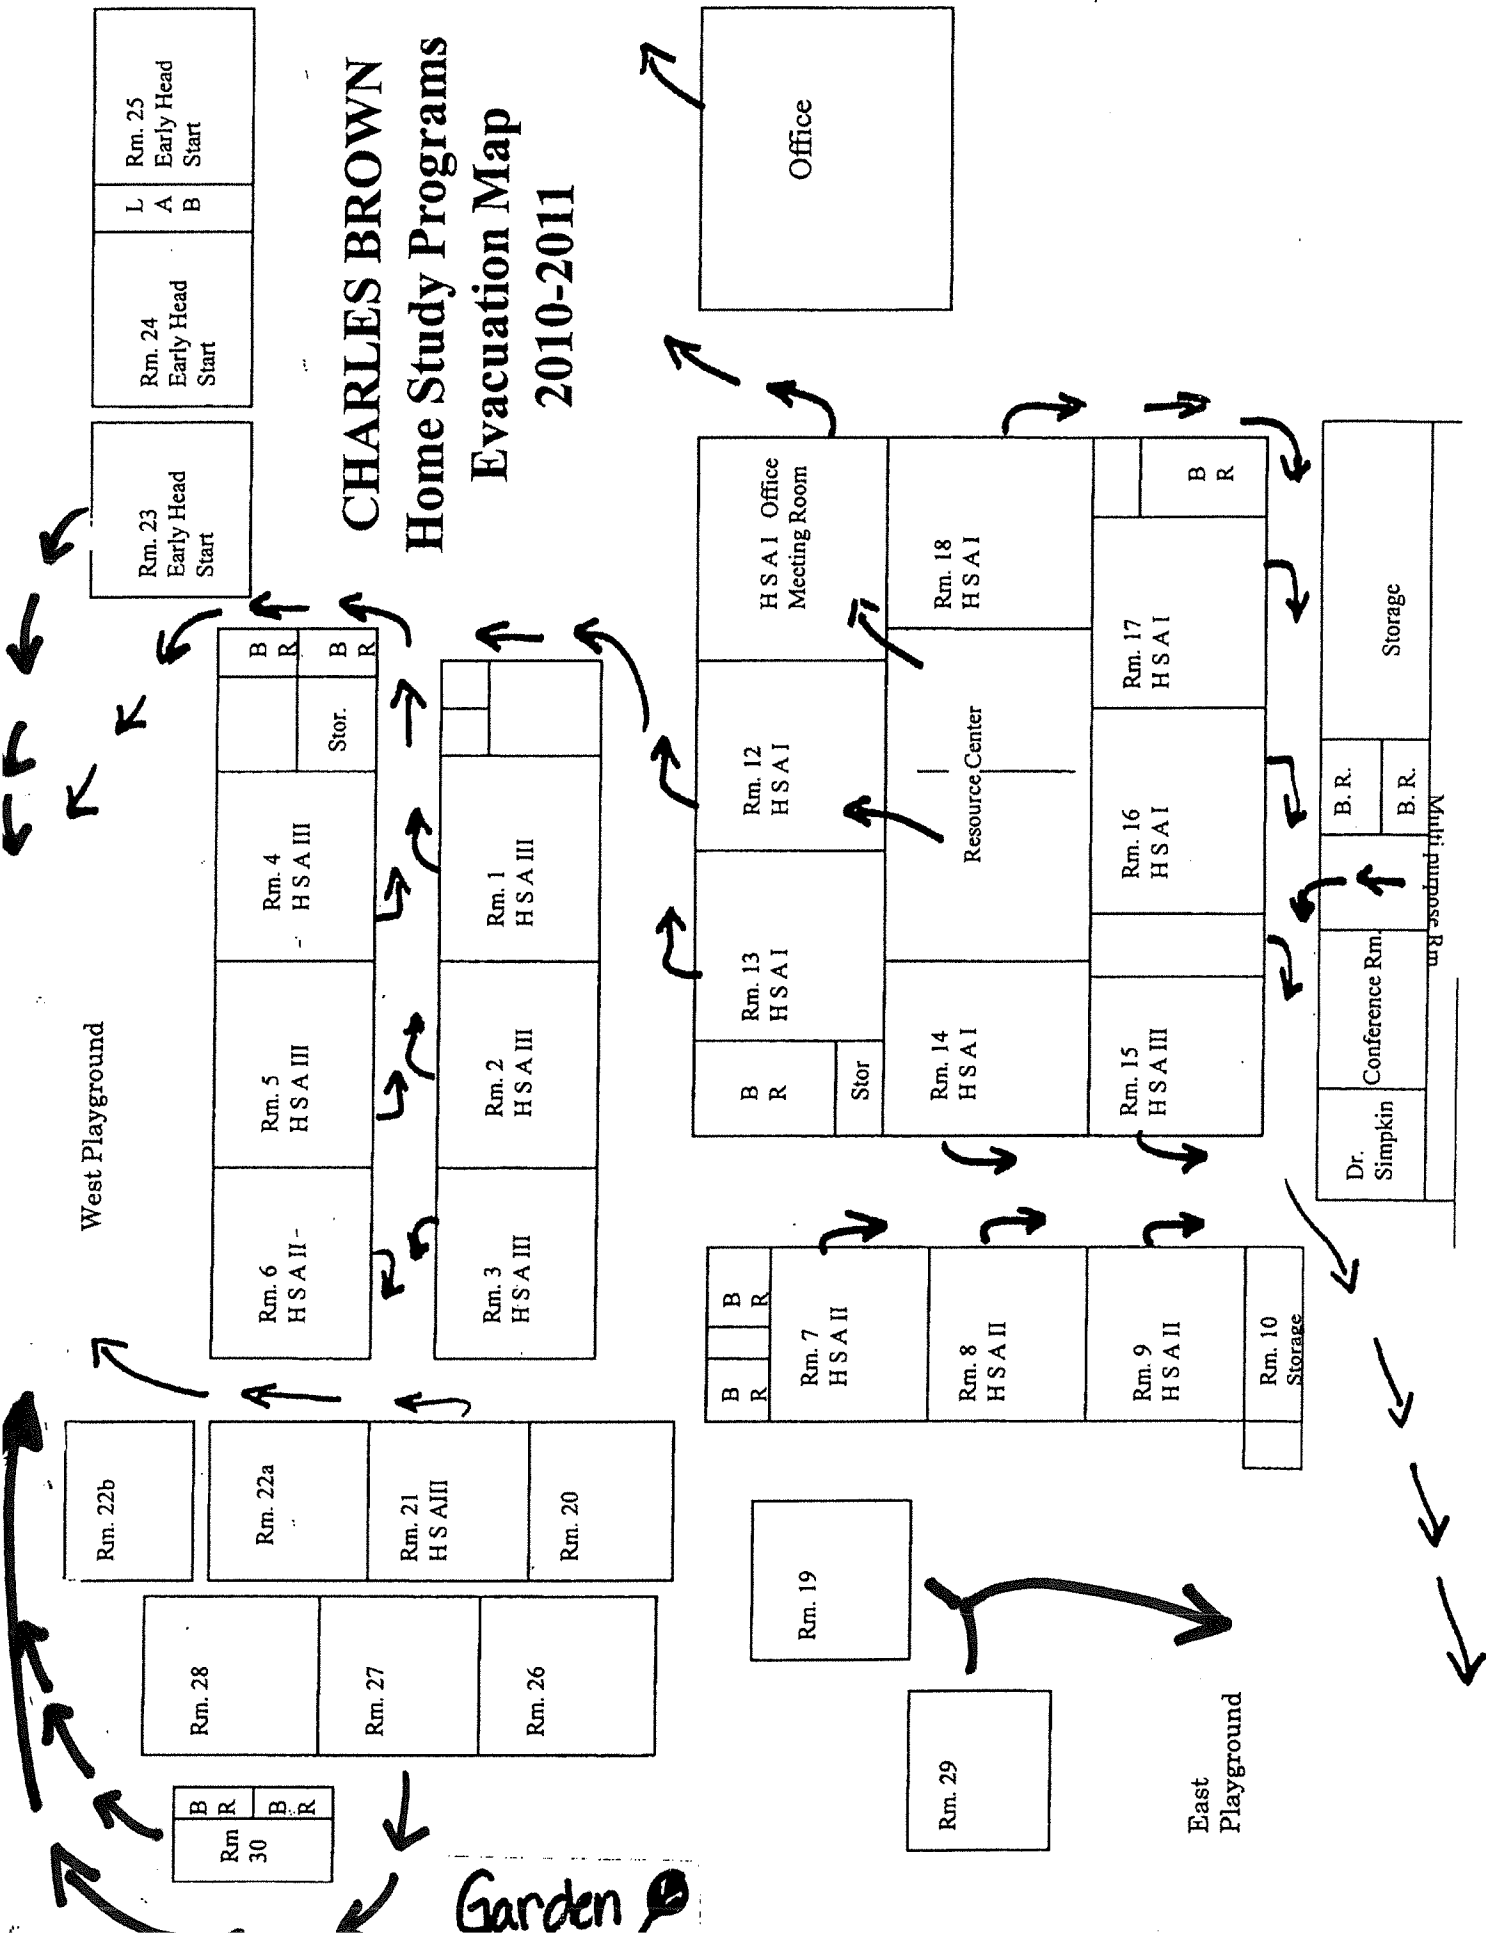 CHARLES BROWN
Home Study Programs
Evacuation Map
2010-2011
Rm. 22b
Rm. 22a
Rm. 21
H S AIII
Rm. 20
Rm. 28
Rm. 27
Rm. 26
Rm
30
B
R
B
R
Garden
West Playground
Rm. 6
H S A II
Rm. 5
H S A III
Rm. 4
H S A III
Stor.
B
R
B
R
Rm. 3
H S A III
Rm. 2
H S A III
Rm. 1
H S A III
Rm. 23
Early Head
Start
Rm. 24
Early Head
Start
L
A
B
Rm. 25
Early Head
Start
Office
Rm. 29
Rm. 19
East
Playground
B
R
B
R
Rm. 7
H S A II
Rm. 8
H S A II
Rm. 9
H S A II
Rm. 10
Storage
B
R
Stor
Rm. 13
H S A I
Rm. 12
H S A I
H S A I Office
Meeting Room
Rm. 14
H S A I
Resource Center
Rm. 18
H S A I
Rm. 15
H S A III
Rm. 16
H S A I
Rm. 17
H S A I
B
R
Dr.
Simpkin
Conference Rm.
B. R.
B. R.
Storage
Multi purpose Rm